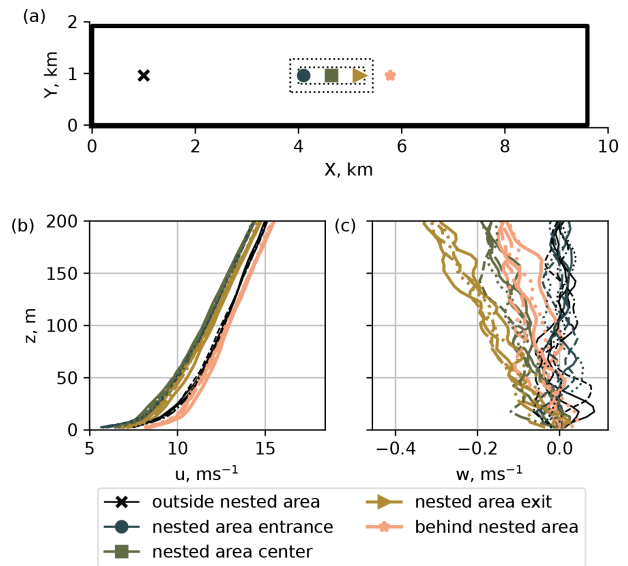 (a)
2
1
0
Y, km
0 2 4 6 8 10
X, km
(b) (c)
200
150
100
50
0
z, m
5 10 15
−0.4 −0.2 0.0
u, ms⁻¹ w, ms⁻¹
outside nested area nested area exit
nested area entrance behind nested area
nested area center